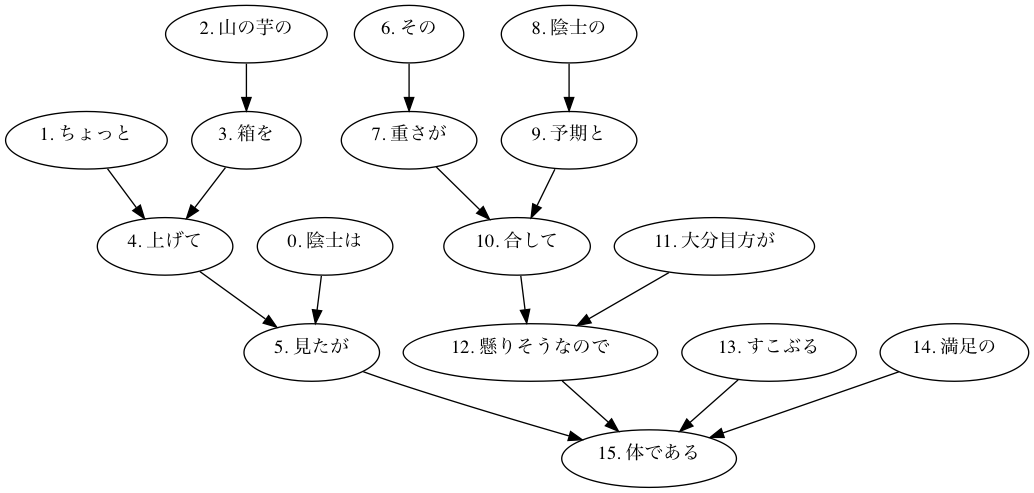 2. 山の芋の
6. その
8. 陰士の
1. ちょっと
3. 箱を
7. 重さが
9. 予期と
4. 上げて
0. 陰士は
10. 合して
11. 大分目方が
5. 見たが
12. 懸りそうなので
13. すこぶる
14. 満足の
15. 体である